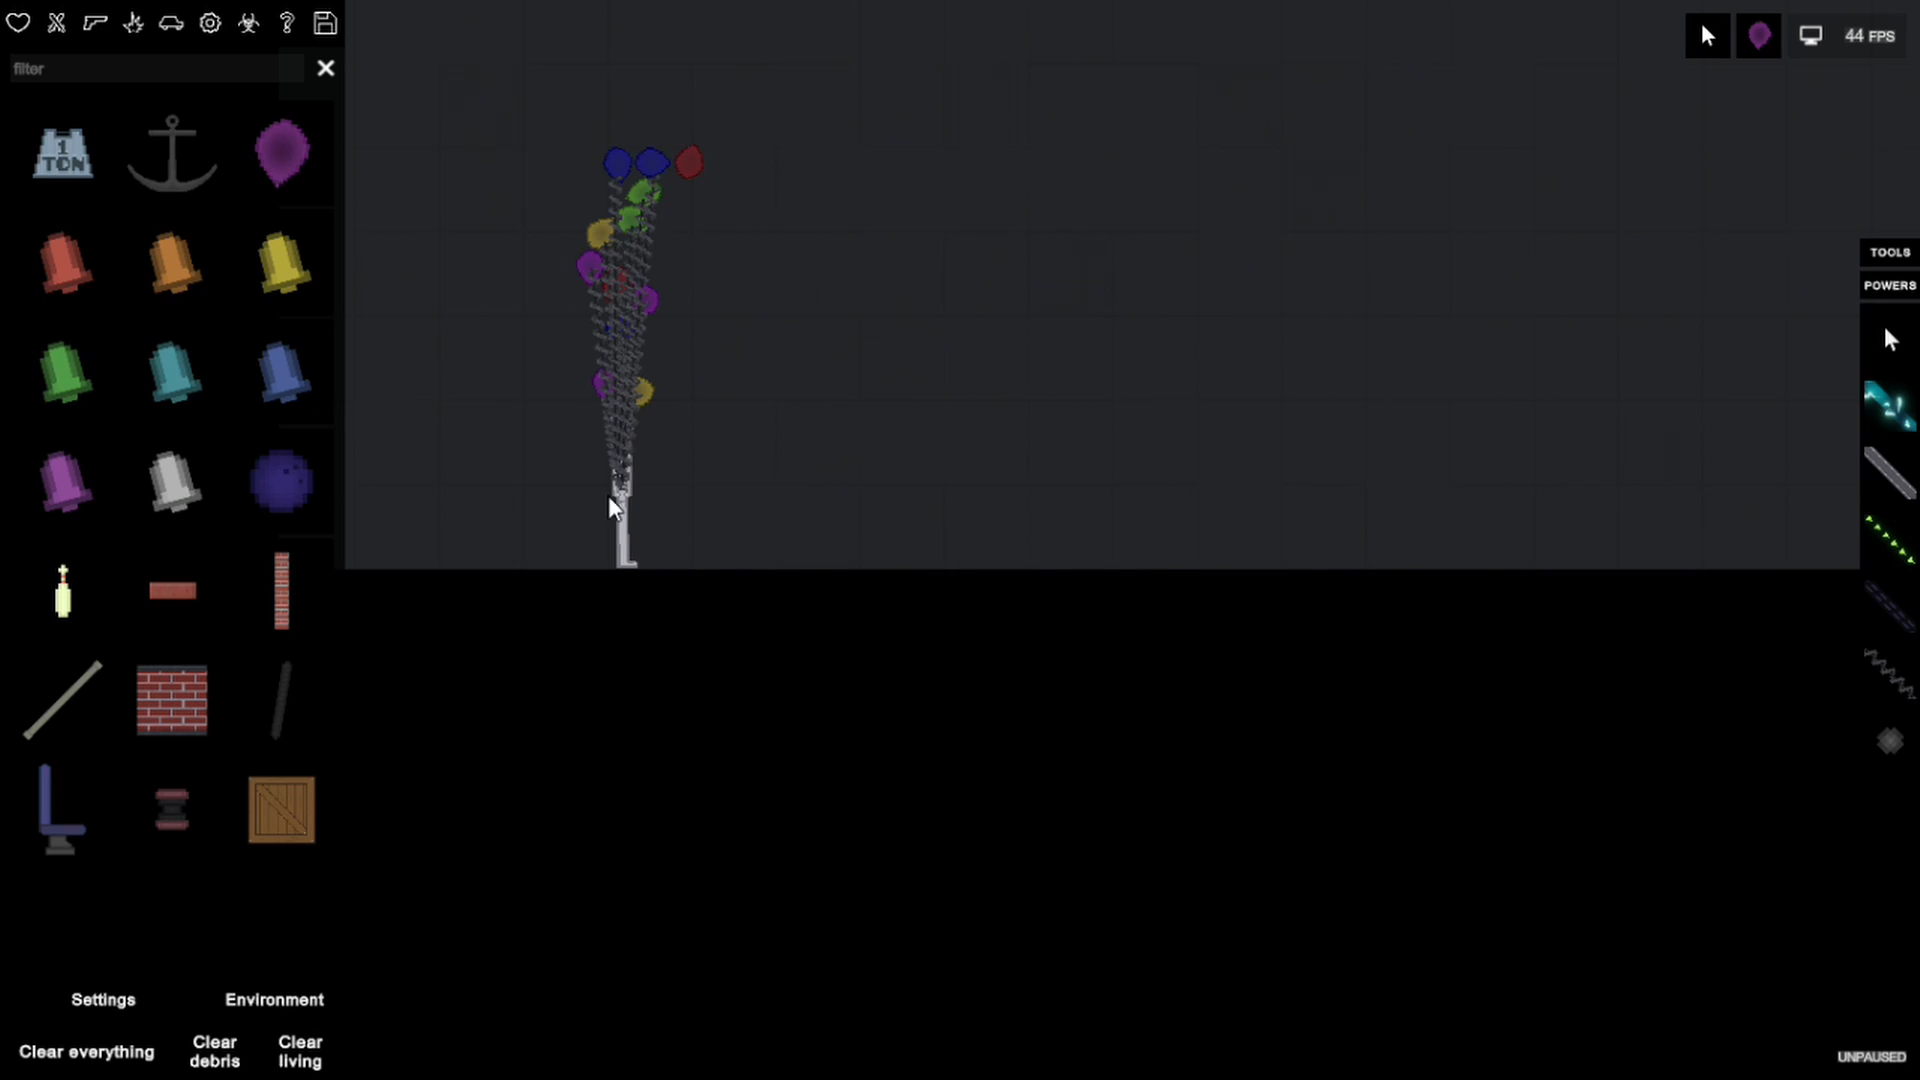 filter
44 FPS
1
TON
TOOLS
POWERS
Settings
Environment
Clear everything
Clear
debris
Clear
living
UNPAUSED